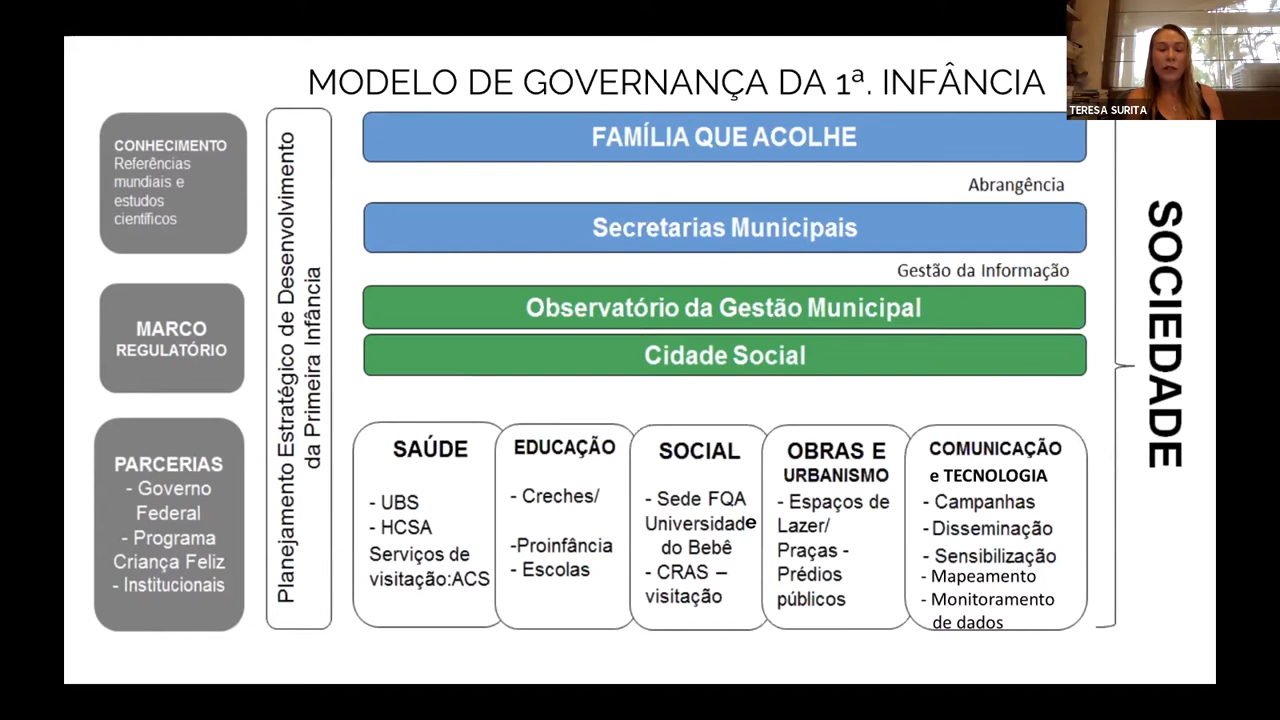 MODELO DE GOVERNANÇA DA 1ª. INFÂNCIA
TERESA SURITA
CONHECIMENTO
Referências
mundiais e
estudos
científicos
MARCO
REGULATÓRIO
PARCERIAS
- Governo
Federal
- Programa
Criança Feliz
- Institucionais
Planejamento Estratégico de Desenvolvimento
da Primeira Infância
FAMÍLIA QUE ACOLHE
Abrangência
Secretarias Municipais
Gestão da Informação
Observatório da Gestão Municipal
Cidade Social
SAÚDE
- UBS
- HCSA
Serviços de
visitação:ACS
EDUCAÇÃO
- Creches/
-Proinfância
- Escolas
SOCIAL
- Sede FQA
Universidade
do Bebê
- CRAS –
visitação
OBRAS E
URBANISMO
- Espaços de
Lazer/
Praças -
Prédios
públicos
COMUNICAÇÃO
e TECNOLOGIA
- Campanhas
- Disseminação
- Sensibilização
- Mapeamento
- Monitoramento
de dados
SOCIEDADE